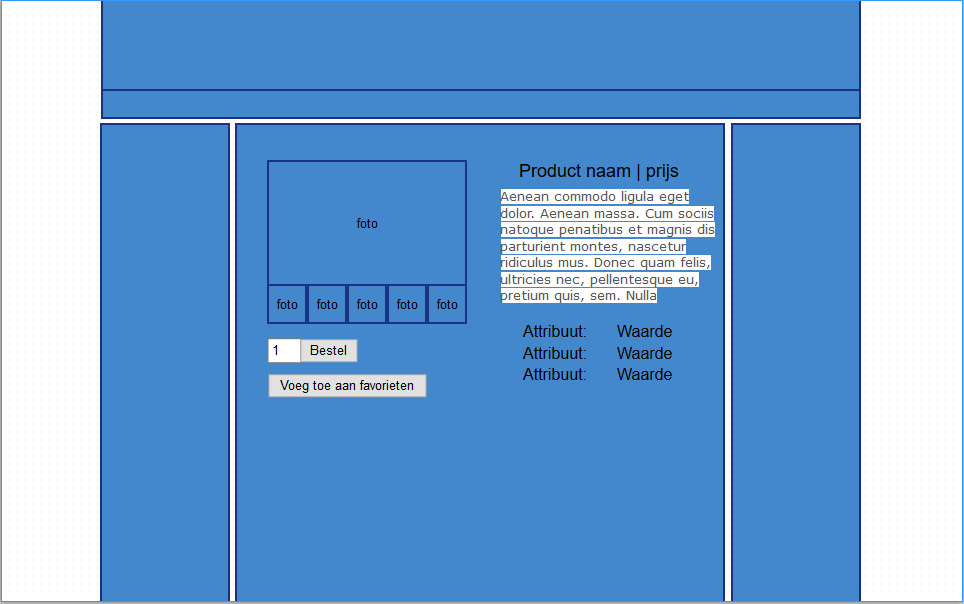 foto
foto foto foto foto foto
1 Bestel
Voeg toe aan favorieten
Product naam | prijs
Aenean commodo ligula eget
dolor. Aenean massa. Cum sociis
natoque penatibus et magnis dis
parturient montes, nascetur
ridiculus mus. Donec quam felis,
ultricies nec, pellentesque eu,
pretium quis, sem. Nulla
Attribuut: Waarde
Attribuut: Waarde
Attribuut: Waarde